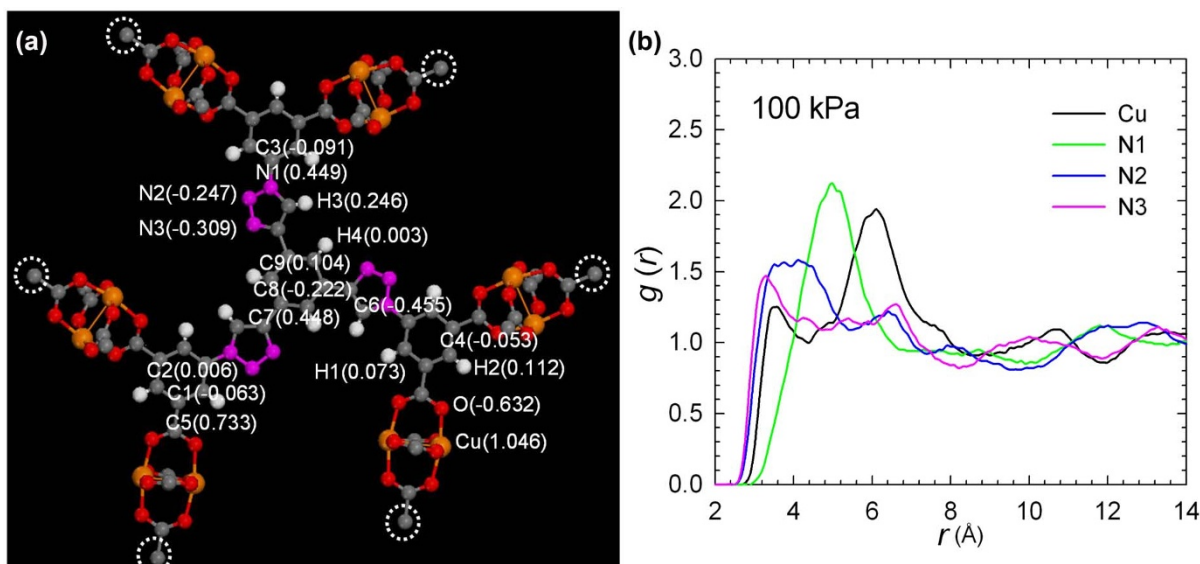 (a)
C3(-0.091)
N1(0.449)
N2(-0.247)
H3(0.246)
N3(-0.309)
H4(0.003)
C9(0.104)
C8(-0.222)
C6(-0.455)
C7(0.448)
C4(-0.053)
C2(0.006)
H1(0.073)
H2(0.112)
C1(-0.063)
O(-0.632)
C5(0.733)
Cu(1.046)
(b)
100 kPa
Cu
N1
N2
N3
3.0
2.5
2.0
1.5
1.0
0.5
0.0
g (r)
2 4 6 8 10 12 14
r (Å)